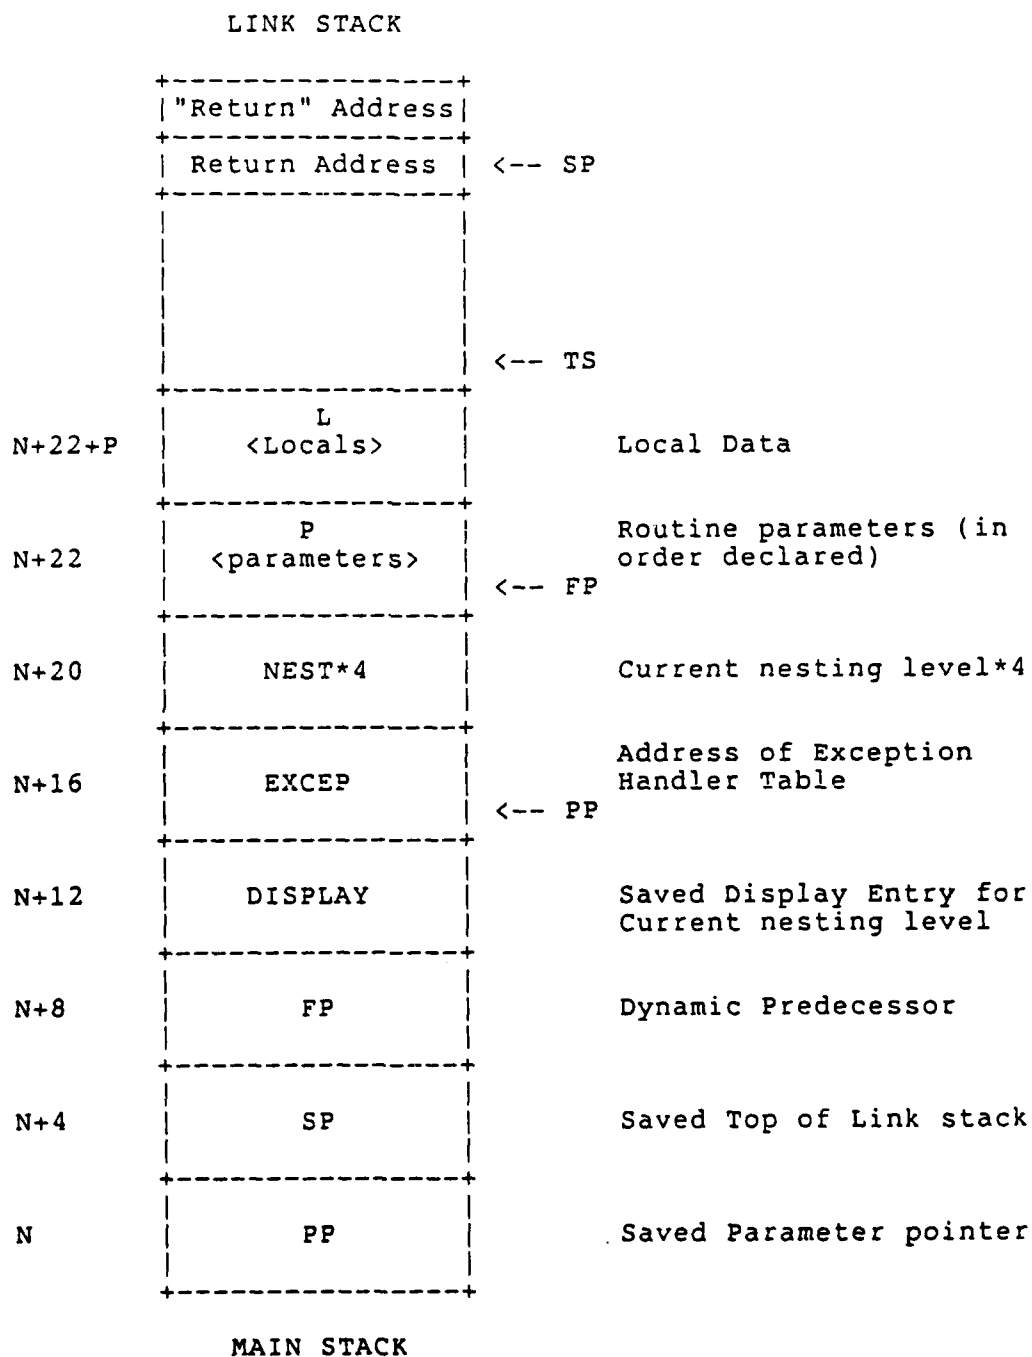 LINK STACK
"Return" Address
Return Address <-- SP
<-- TS
L
N+22+P <Locals> Local Data
P Routine parameters (in
N+22 <parameters> order declared)
<-- FP
N+20 NEST*4 Current nesting level*4
Address of Exception
N+16 EXCEP Handler Table
<-- PP
N+12 DISPLAY Saved Display Entry for
Current nesting level
N+8 FP Dynamic Predecessor
N+4 SP Saved Top of Link stack
N PP Saved Parameter pointer
MAIN STACK